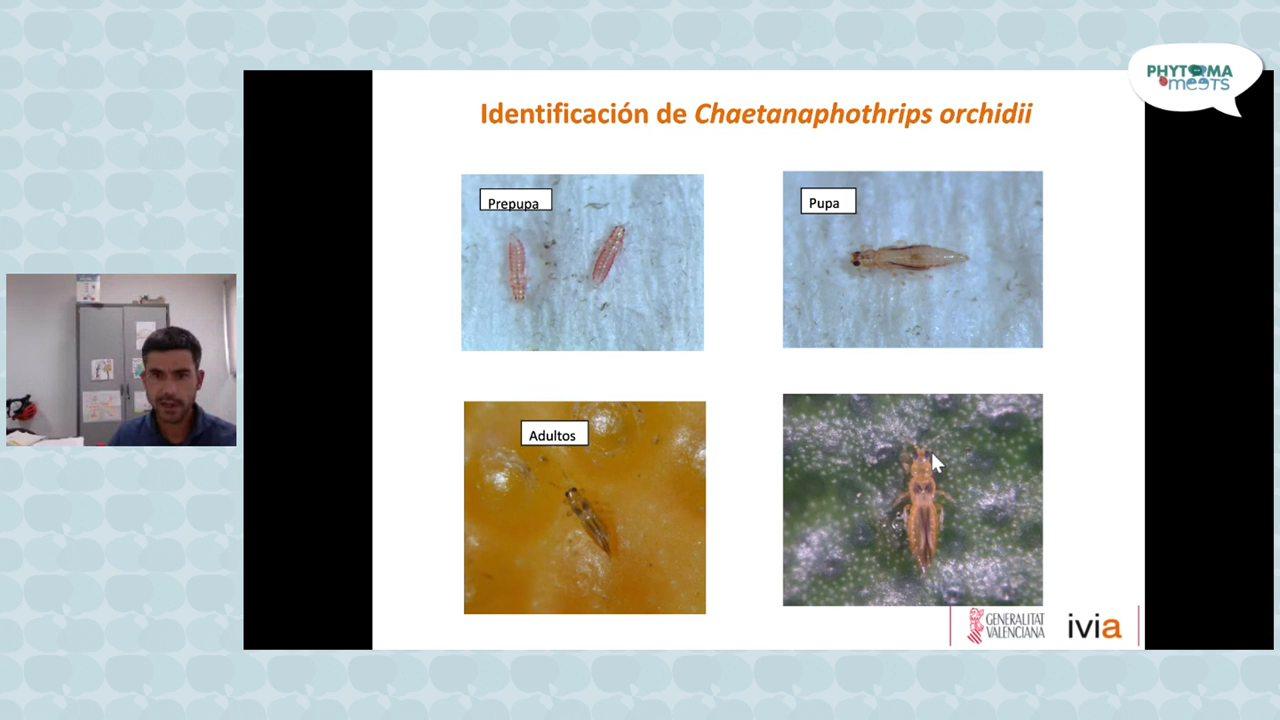 PHYTOMA
meets
Identificación de Chaetanaphothrips orchidii
Prepupa
Pupa
Adultos
GENERALITAT
VALENCIANA
ivia